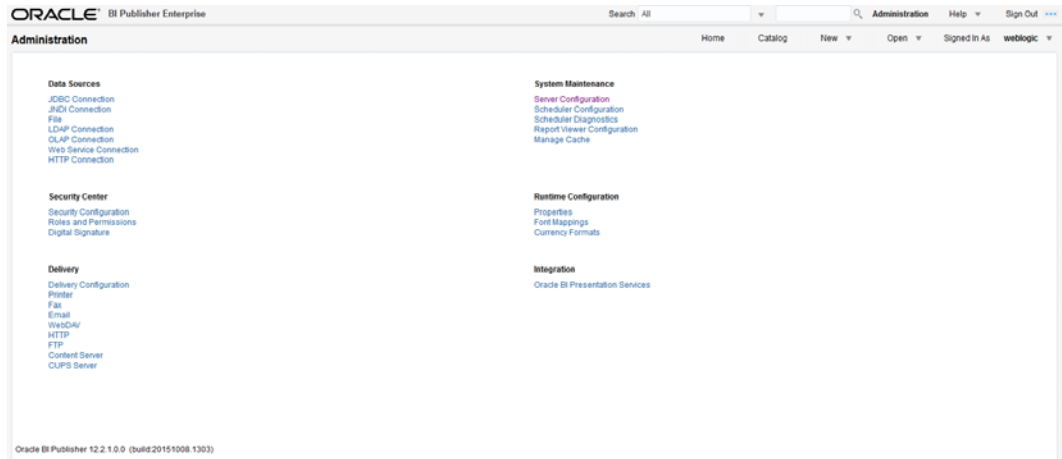 ORACLE BI Publisher Enterprise
Search All
Administration
Help
Sign Out
Administration
Home
Catalog
New
Open
Signed In As weblogic
Data Sources
JDBC Connection
JNDI Connection
File
LDAP Connection
OLAP Connection
Web Service Connection
HTTP Connection
System Maintenance
Server Configuration
Scheduler Configuration
Scheduler Diagnostics
Report Viewer Configuration
Manage Cache
Security Center
Security Configuration
Roles and Permissions
Digital Signature
Runtime Configuration
Properties
Font Mappings
Currency Formats
Delivery
Delivery Configuration
Printer
Fax
Email
WebDAV
HTTP
FTP
Content Server
CUPS Server
Integration
Oracle BI Presentation Services
Oracle BI Publisher 12.2.1.0.0 (build:20151008.1303)